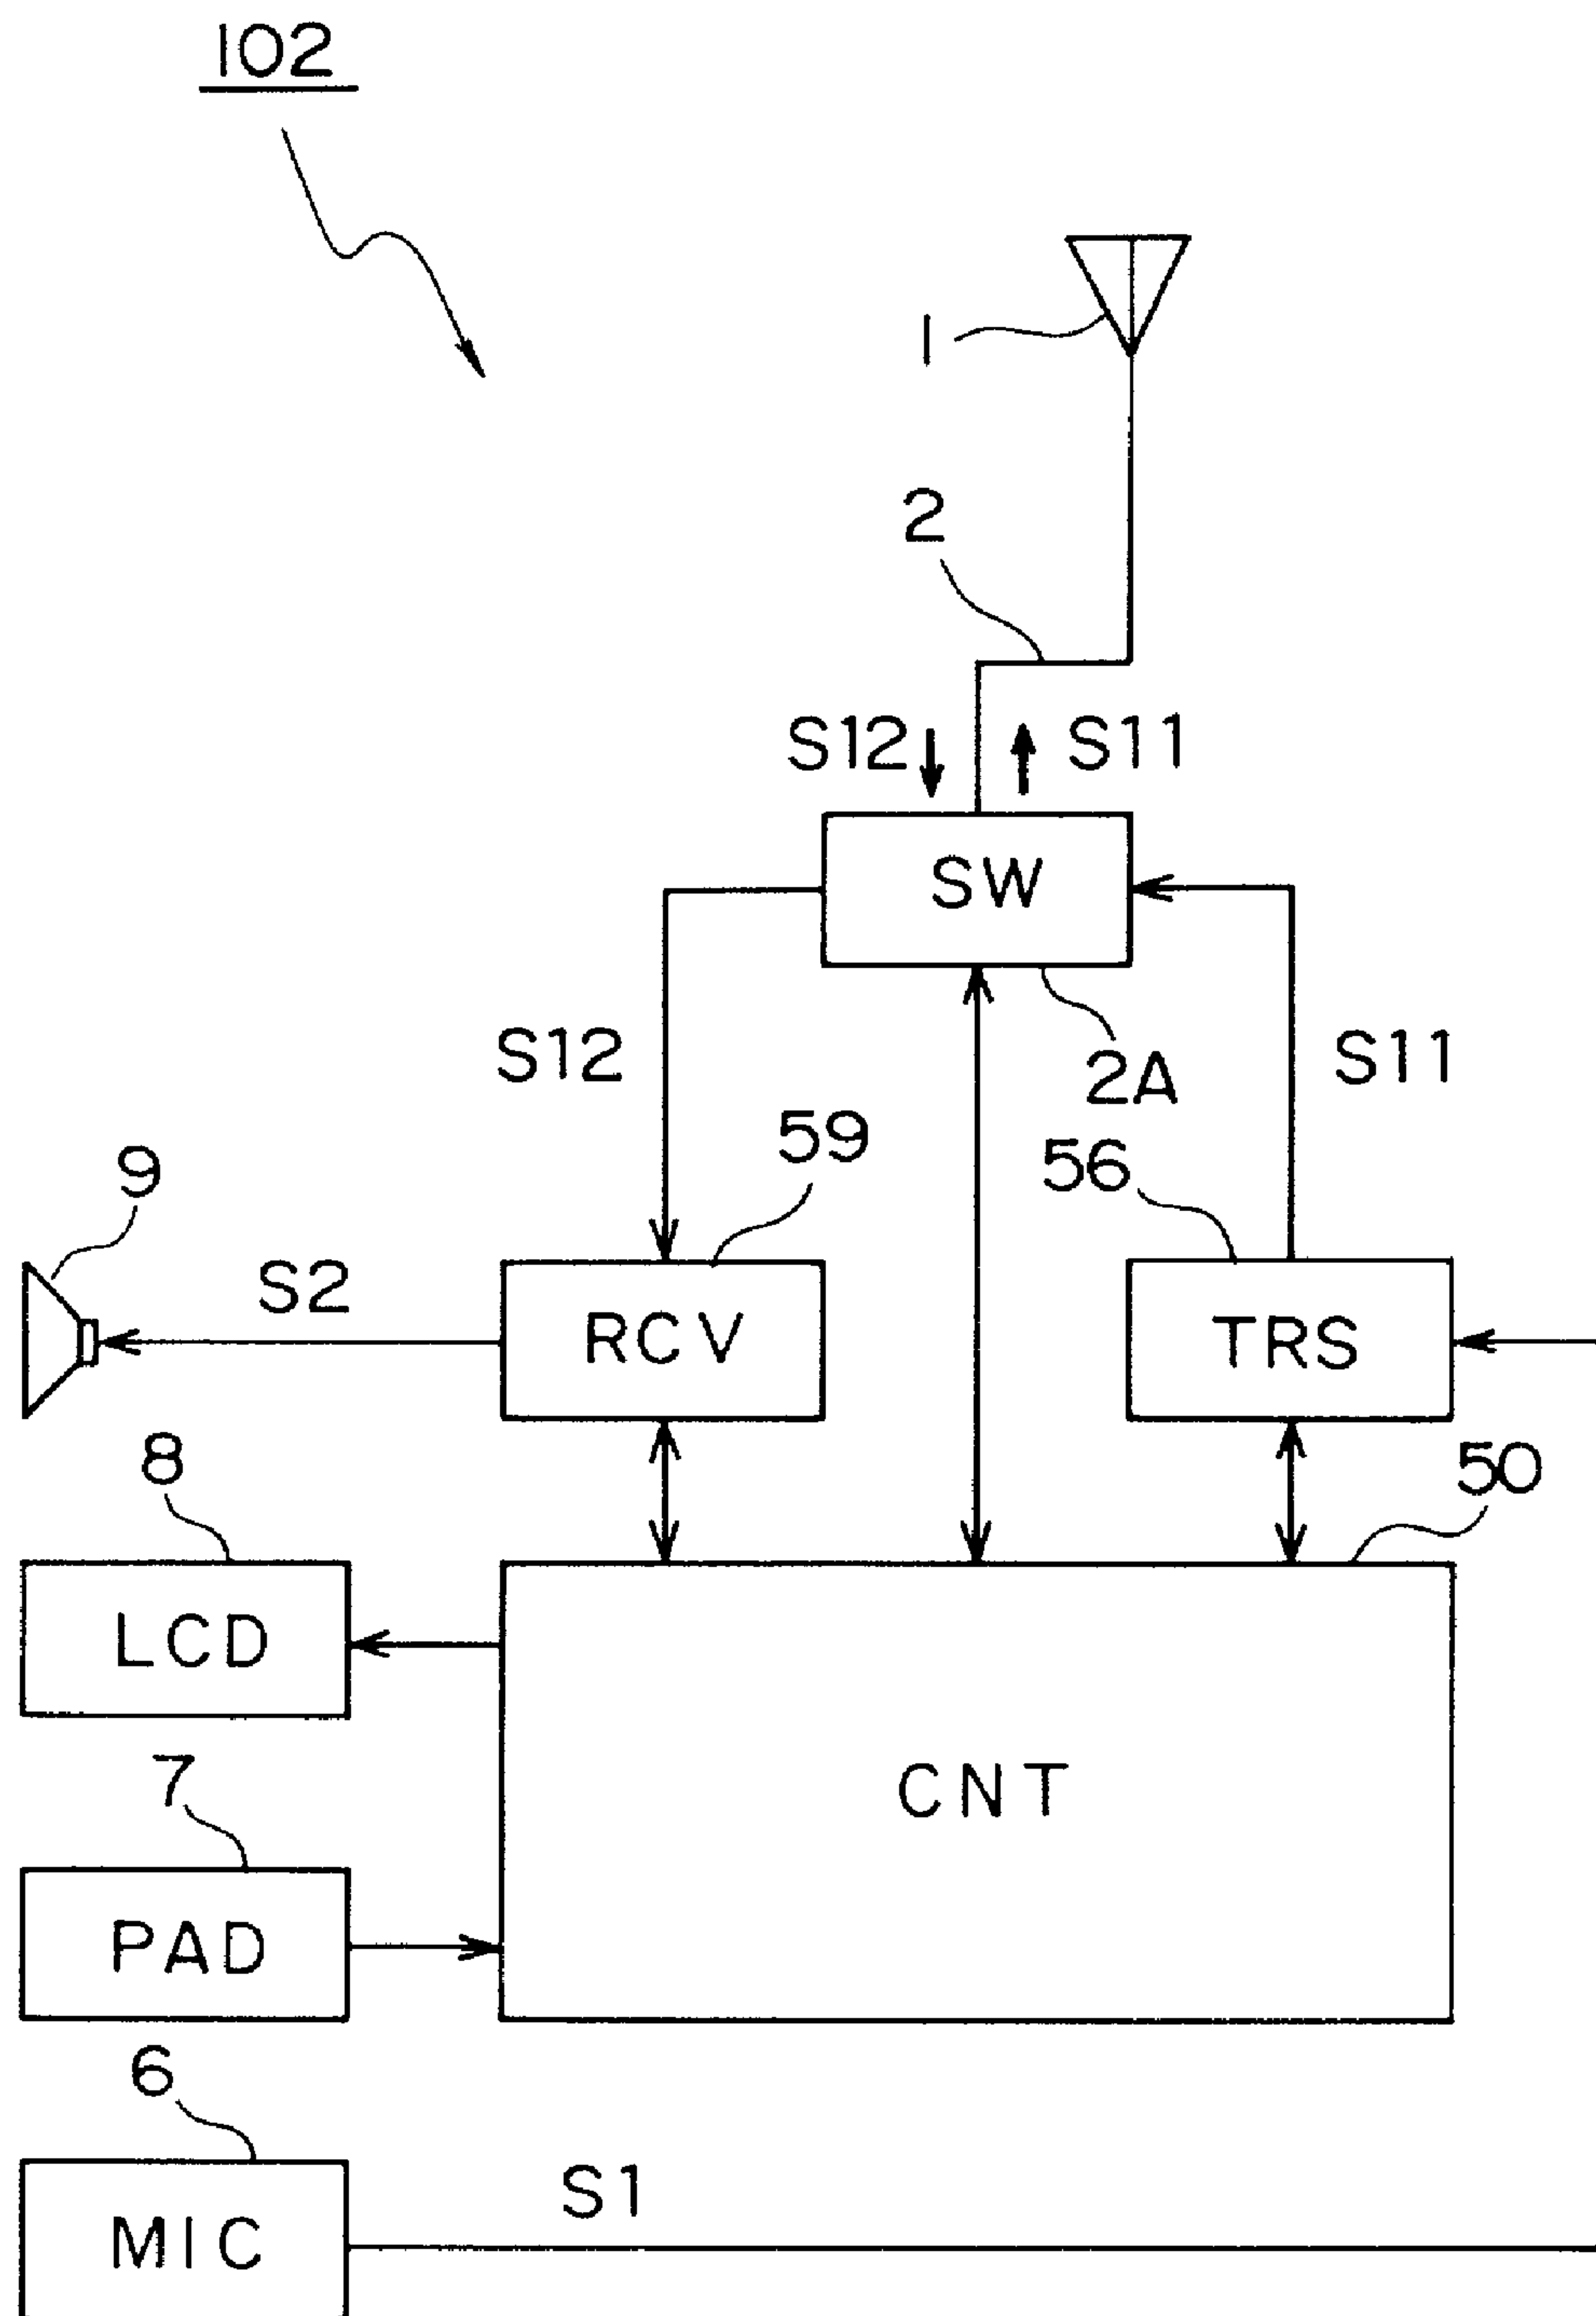 102
1
2
S12 S11
SW
S12 2A S11
59 56
9
S2
RCV TRS
8 50
LCD
CNT
7
PAD
6
S1
MIC